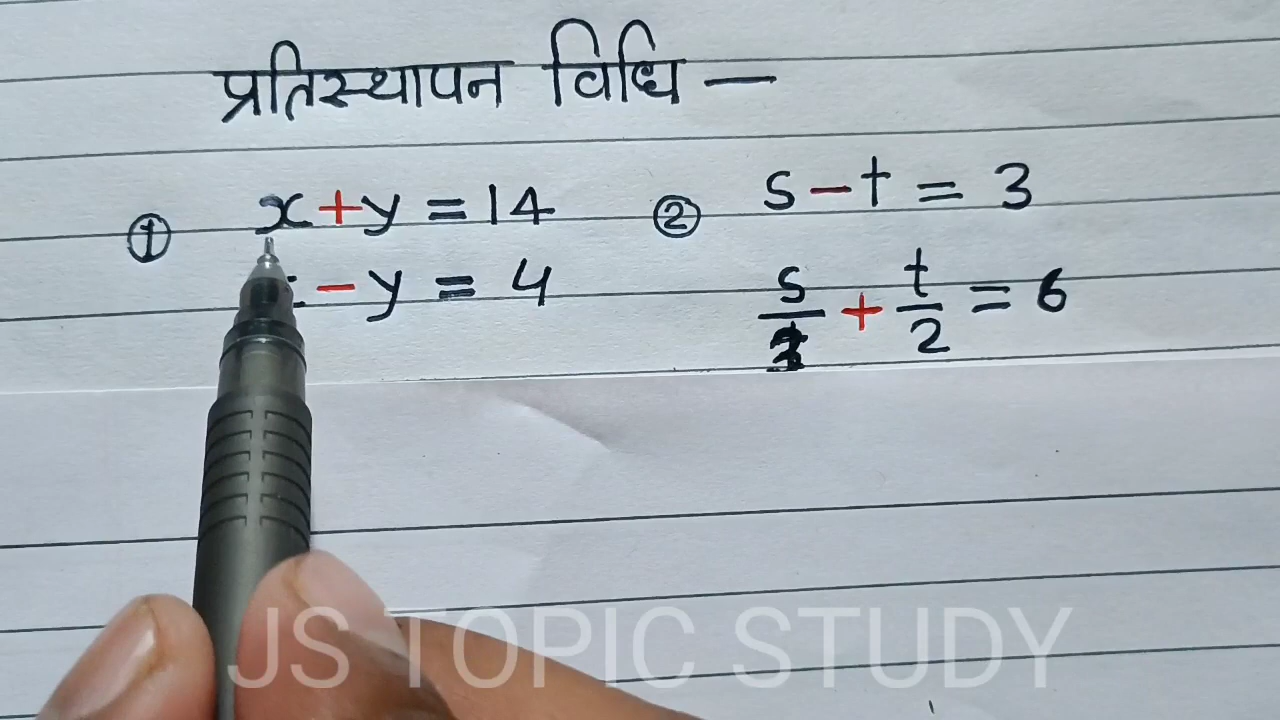 प्रतिस्थापन विधि —
① x + y = 14
- y = 4
② s - t = 3
s/3 + t/2 = 6
JS TOPIC STUDY